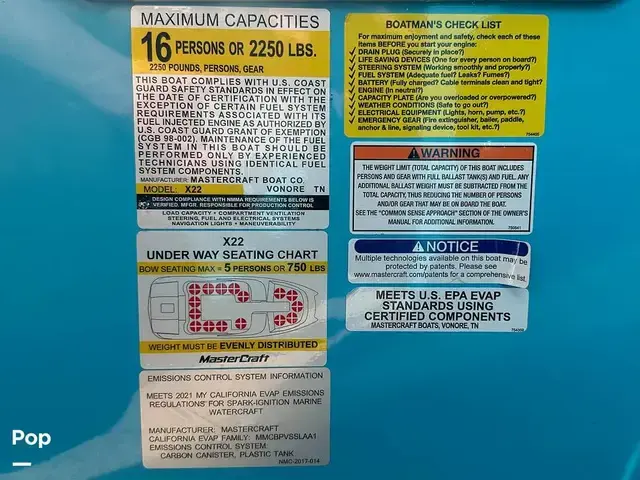 MAXIMUM CAPACITIES
16 PERSONS OR 2250 LBS.
2250 POUNDS, PERSONS, GEAR
THIS BOAT COMPLIES WITH U.S. COAST
GUARD SAFETY STANDARDS IN EFFECT ON
THE DATE OF CERTIFICATION WITH THE
EXCEPTION OF CERTAIN FUEL SYSTEM
REQUIREMENTS ASSOCIATED WITH ITS
FUEL INJECTED ENGINE AS AUTHORIZED BY
U.S. COAST GUARD GRANT OF EXEMPTION
(CGB 98-002). MAINTENANCE OF THE FUEL
SYSTEM IN THIS BOAT SHOULD BE
PERFORMED ONLY BY EXPERIENCED
TECHNICIANS UTILIZING IDENTICAL FUEL
SYSTEM COMPONENTS.
MANUFACTURER: MASTERCRAFT BOAT CO.
MODEL: X22 VONORE TN
DESIGN COMPLIANCE WITH NMMA REQUIREMENTS BELOW IS
VERIFIED. MFGR. RESPONSIBLE FOR PRODUCTION CONTROL
LOAD CAPACITY • COMPARTMENT VENTILATION
STEERING, FUEL AND ELECTRICAL SYSTEMS
NAVIGATION LIGHTS • MANEUVERABILITY
X22
UNDER WAY SEATING CHART
BOW SEATING MAX = 5 PERSONS OR 750 LBS
WEIGHT MUST BE EVENLY DISTRIBUTED
MasterCraft
EMISSIONS CONTROL SYSTEM INFORMATION
MEETS 2021 MY CALIFORNIA EVAP EMISSIONS
REGULATIONS FOR SPARK-IGNITION MARINE
WATERCRAFT
MANUFACTURER: MASTERCRAFT
CALIFORNIA EVAP FAMILY: MMCBPVSSLAA1
EMISSIONS CONTROL SYSTEM:
CARBON CANISTER, PLASTIC TANK
NMC-2017-014
BOATMAN'S CHECK LIST
For maximum enjoyment and safety, check each of these
items BEFORE you start your engine:
✓ DRAIN PLUG (Securely in place?)
✓ LIFE SAVING DEVICES (One for every person on board?)
✓ STEERING SYSTEM (Working smoothly and properly?)
✓ FUEL SYSTEM (Adequate fuel? Leaks? Fumes?)
✓ BATTERY (Fully charged? Cable terminals clean and tight?
✓ ENGINE (In neutral?)
✓ CAPACITY PLATE (Are you overloaded or overpowered?)
✓ WEATHER CONDITIONS (Safe to go out?)
✓ ELECTRICAL EQUIPMENT (Lights, horn, pump, etc.?)
✓ EMERGENCY GEAR (Fire extinguisher, bailer, paddle,
anchor & line, signaling device, tool kit, etc.?)
WARNING
THE WEIGHT LIMIT (TOTAL CAPACITY) OF THIS BOAT INCLUDES
PERSONS AND GEAR WITH FULL BALLAST TANK(S) AND FUEL. ANY
ADDITIONAL BALLAST WEIGHT MUST BE SUBTRACTED FROM THE
TOTAL CAPACITY, THUS REDUCING THE NUMBER OF PERSONS
AND/OR GEAR THAT MAY BE ON BOARD THE BOAT.
SEE THE "COMMON SENSE APPROACH" SECTION OF THE OWNER'S
MANUAL FOR ADDITIONAL INFORMATION.
NOTICE
Multiple technologies available on this boat may be
protected by patents. Please see
www.mastercraft.com/patents for a comprehensive list
MEETS U.S. EPA EVAP
STANDARDS USING
CERTIFIED COMPONENTS
MASTERCRAFT BOATS, VONORE, TN
Pop